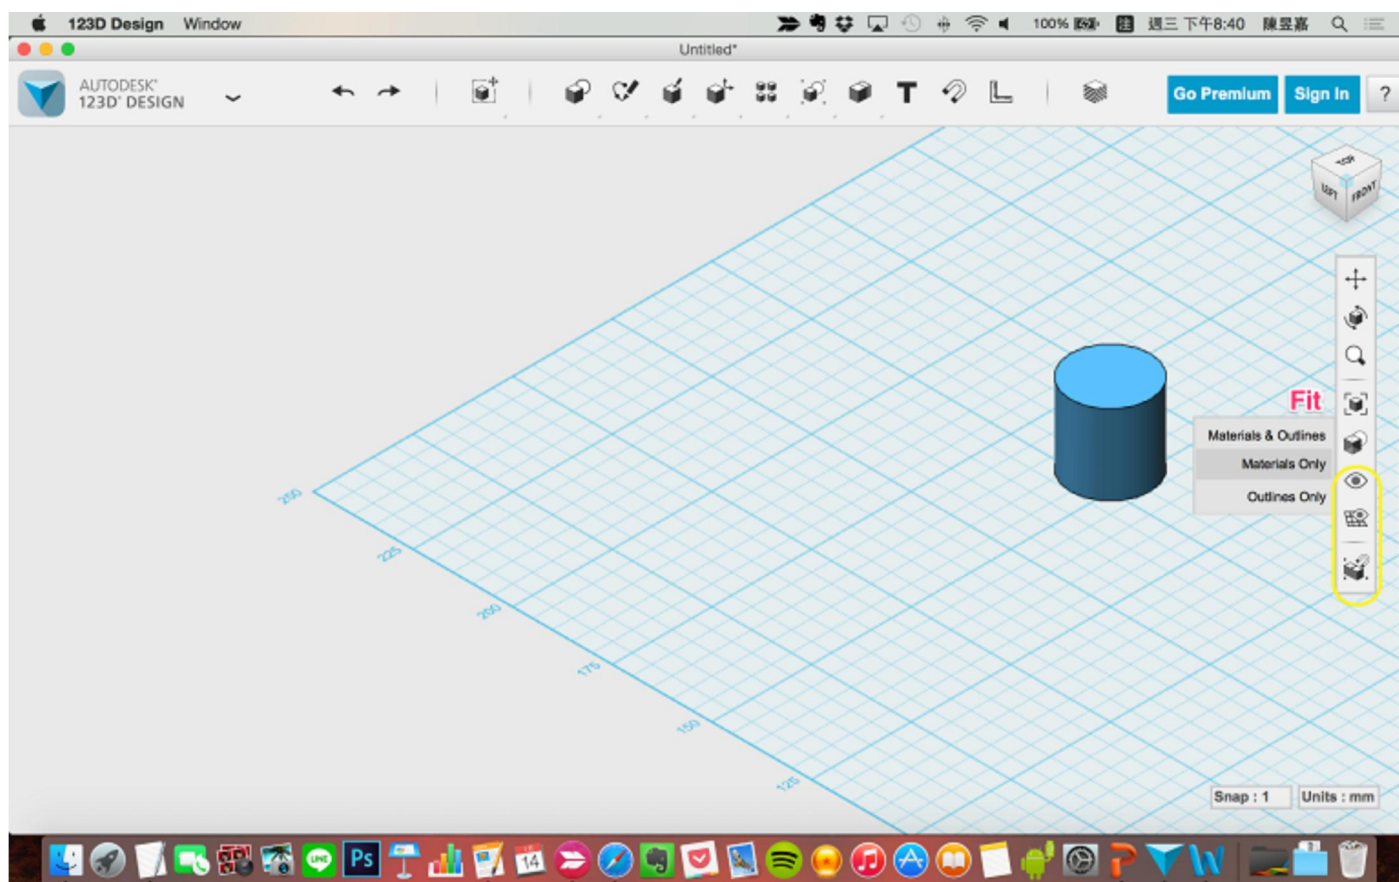 123D Design Window
100% 週三 下午8:40 陳昱嘉
Untitled*
AUTODESK®
123D® DESIGN
T
Go Premium
Sign In
?
TOP
LEFT
FRONT
Fit
Materials & Outlines
Materials Only
Outlines Only
250
225
200
175
150
125
Snap : 1
Units : mm
LINE
Ps
14